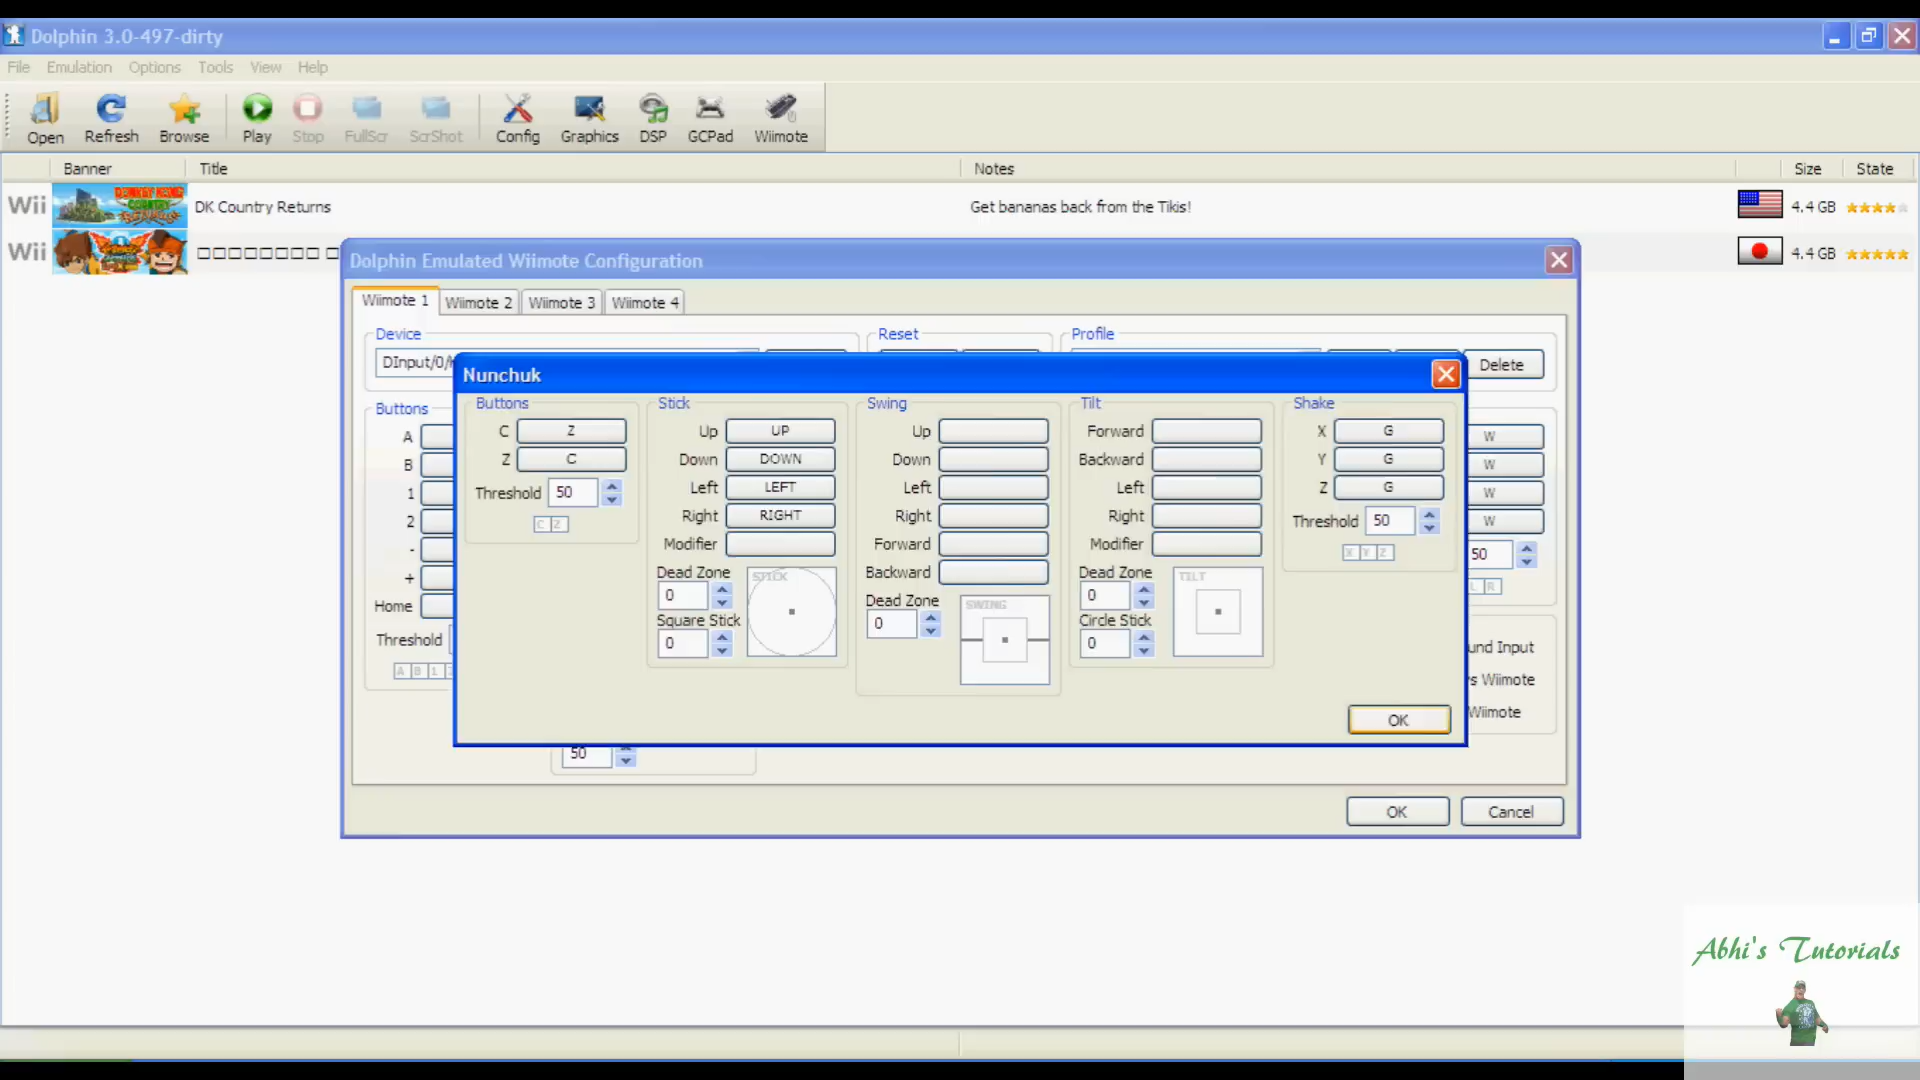 Dolphin 3.0-497-dirty
File Emulation Options Tools View Help
Open Refresh Browse Play Stop FullScr ScrShot Config Graphics DSP GCPad Wiimote
Banner Title Notes Size State
Wii DONKEY KONG COUNTRY RETURNS DK Country Returns Get bananas back from the Tikis! 4.4 GB
Wii □□□□□□□□ □ 4.4 GB
Dolphin Emulated Wiimote Configuration
Wiimote 1 Wiimote 2 Wiimote 3 Wiimote 4
Device Reset Profile
DInput/0/ Delete
Nunchuk
Buttons
A W
B W
1 W
2 W
- 50
+ L R
Home
Threshold und Input
A B 1 s Wiimote
Wiimote
50
Buttons Stick Swing Tilt Shake
C Z Up UP Up Forward X G
Z C Down DOWN Down Backward Y G
Threshold 50 Left LEFT Left Left Z G
C Z Right RIGHT Right Right Threshold 50
Modifier Forward Modifier X Y Z
Dead Zone STICK Backward Dead Zone TILT
0 Dead Zone SWING 0
Square Stick 0 Circle Stick
0 0
OK
OK Cancel
Abhi's Tutorials